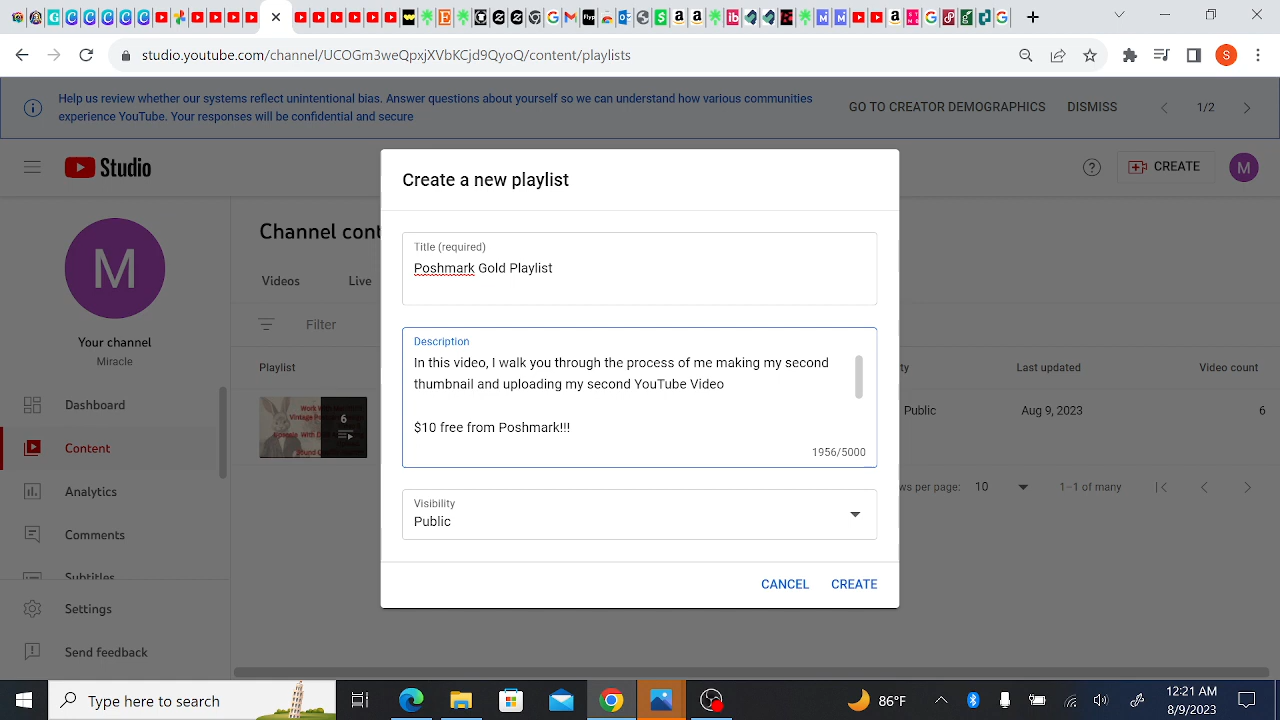 studio.youtube.com/channel/UCOGm3weQpxjXVbKCjd9QyoO/content/playlists
S
Help us review whether our systems reflect unintentional bias. Answer questions about yourself so we can understand how various communities
experience YouTube. Your responses will be confidential and secure
GO TO CREATOR DEMOGRAPHICS
DISMISS
1/2
Studio
CREATE
M
M
Your channel
Miracle
Dashboard
Content
Analytics
Comments
Subtitles
Settings
Send feedback
Channel cont
Videos
Live
Filter
Playlist
Last updated
Video count
6
Public
Aug 9, 2023
6
ws per page:
10
1–1 of many
Create a new playlist
Title (required)
Poshmark Gold Playlist
Description
In this video, I walk you through the process of me making my second
thumbnail and uploading my second YouTube Video
$10 free from Poshmark!!!
1956/5000
Visibility
Public
CANCEL
CREATE
Type here to search
86°F
12:21 AM
8/9/2023